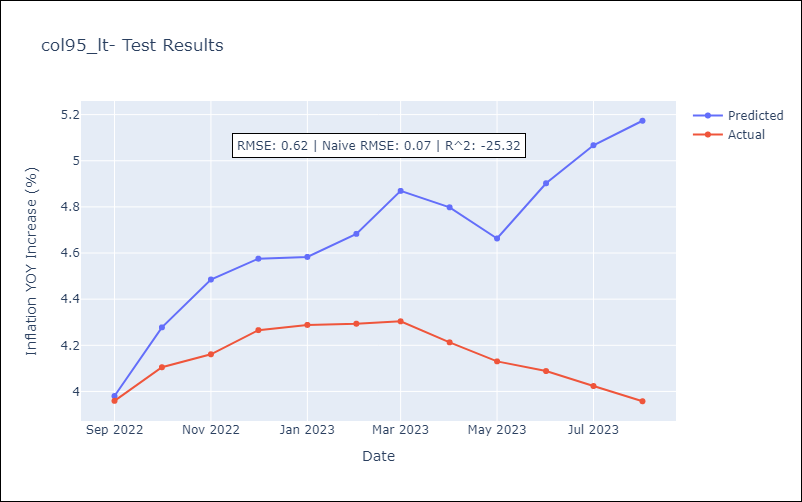 col95_lt- Test Results
Predicted
Actual
RMSE: 0.62 | Naive RMSE: 0.07 | R^2: -25.32
5.2
5
4.8
4.6
4.4
4.2
4
Inflation YOY Increase (%)
Sep 2022 Nov 2022 Jan 2023 Mar 2023 May 2023 Jul 2023
Date